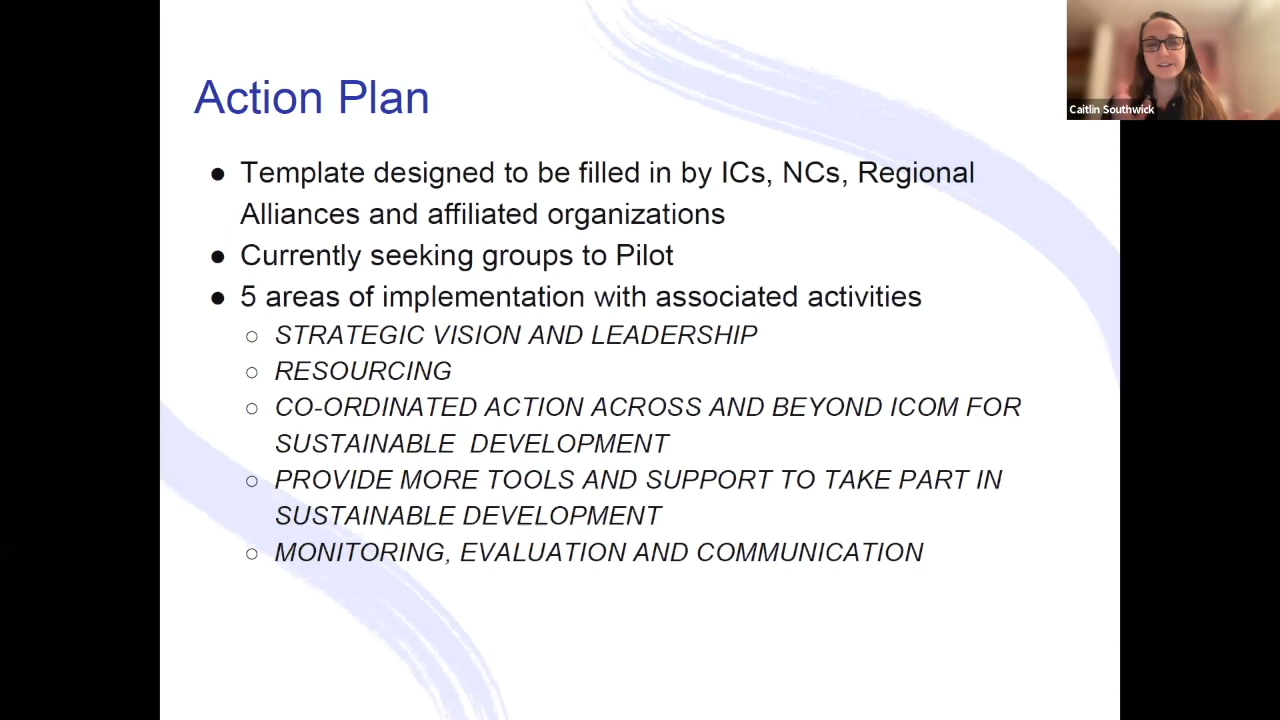 Action Plan
● Template designed to be filled in by ICs, NCs, Regional
Alliances and affiliated organizations
● Currently seeking groups to Pilot
● 5 areas of implementation with associated activities
○ STRATEGIC VISION AND LEADERSHIP
○ RESOURCING
○ CO-ORDINATED ACTION ACROSS AND BEYOND ICOM FOR
SUSTAINABLE  DEVELOPMENT
○ PROVIDE MORE TOOLS AND SUPPORT TO TAKE PART IN
SUSTAINABLE DEVELOPMENT
○ MONITORING, EVALUATION AND COMMUNICATION
Caitlin Southwick